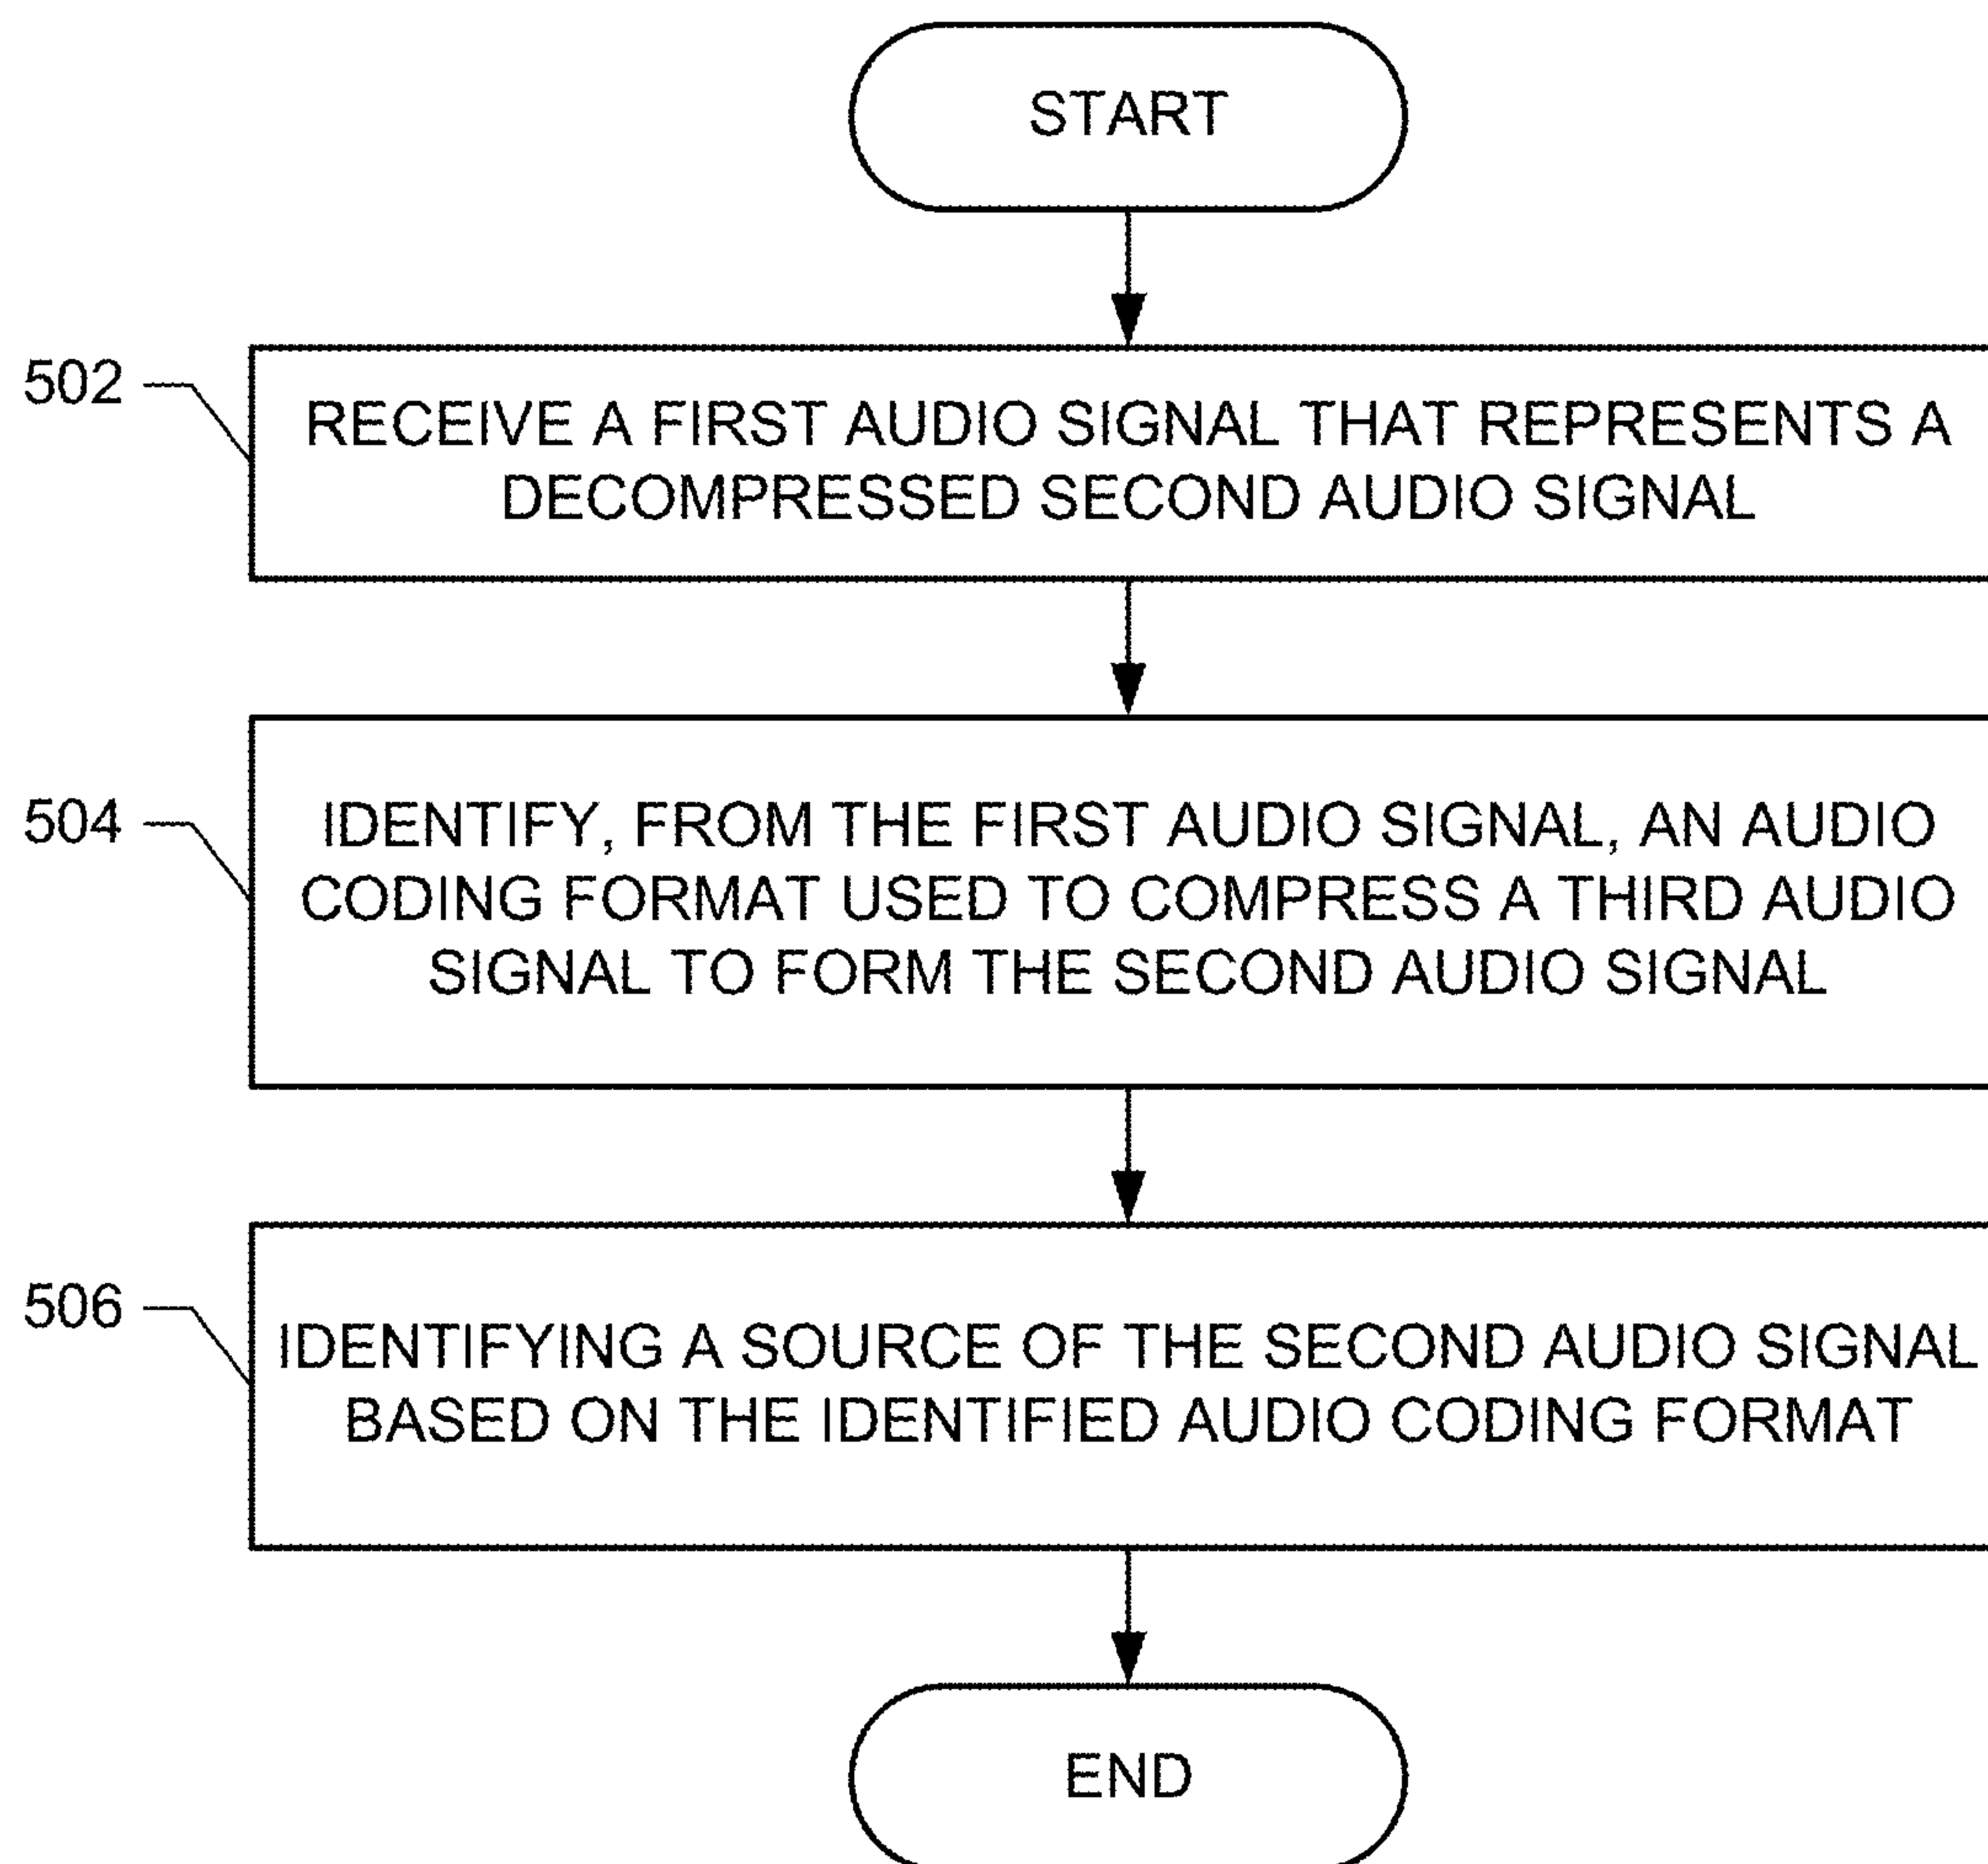 START
502
RECEIVE A FIRST AUDIO SIGNAL THAT REPRESENTS A
DECOMPRESSED SECOND AUDIO SIGNAL
504
IDENTIFY, FROM THE FIRST AUDIO SIGNAL, AN AUDIO
CODING FORMAT USED TO COMPRESS A THIRD AUDIO
SIGNAL TO FORM THE SECOND AUDIO SIGNAL
506
IDENTIFYING A SOURCE OF THE SECOND AUDIO SIGNAL
BASED ON THE IDENTIFIED AUDIO CODING FORMAT
END